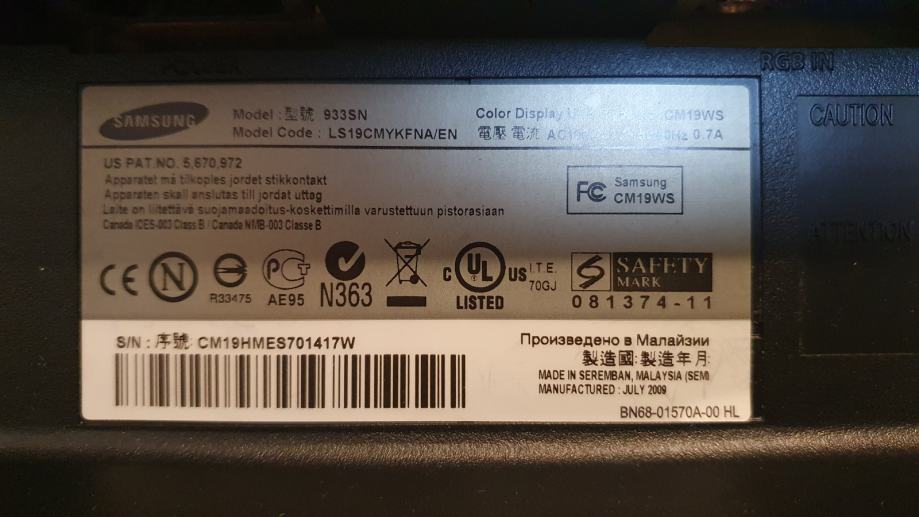 POWER
RGB IN
SAMSUNG
Model : 型號 933SN
Model Code : LS19CMYKFNA/EN
Color Display CM19WS
電壓 電流 Hz 0.7A
US PAT.NO. 5,670,972
Apparatet må tilkoples jordet stikkontakt
Apparaten skall anslutas till jordat uttag
Laite on liitettävä suojamaadoitus-koskettimilla varustettuun pistorasiaan
Canada ICES-003 Class B / Canada NMB-003 Classe B
FC Samsung
CM19WS
CE N R33475
PCT AE95
N363
C UL US LISTED
I.T.E.
70GJ
S SAFETY
MARK
081374-11
S/N : 序號: CM19HMES701417W
Произведено в Малайзии
製造國: 製造年月
MADE IN SEREMBAN, MALAYSIA (SEM)
MANUFACTURED : JULY 2009
BN68-01570A-00 HL
CAUTION
ATTENTION